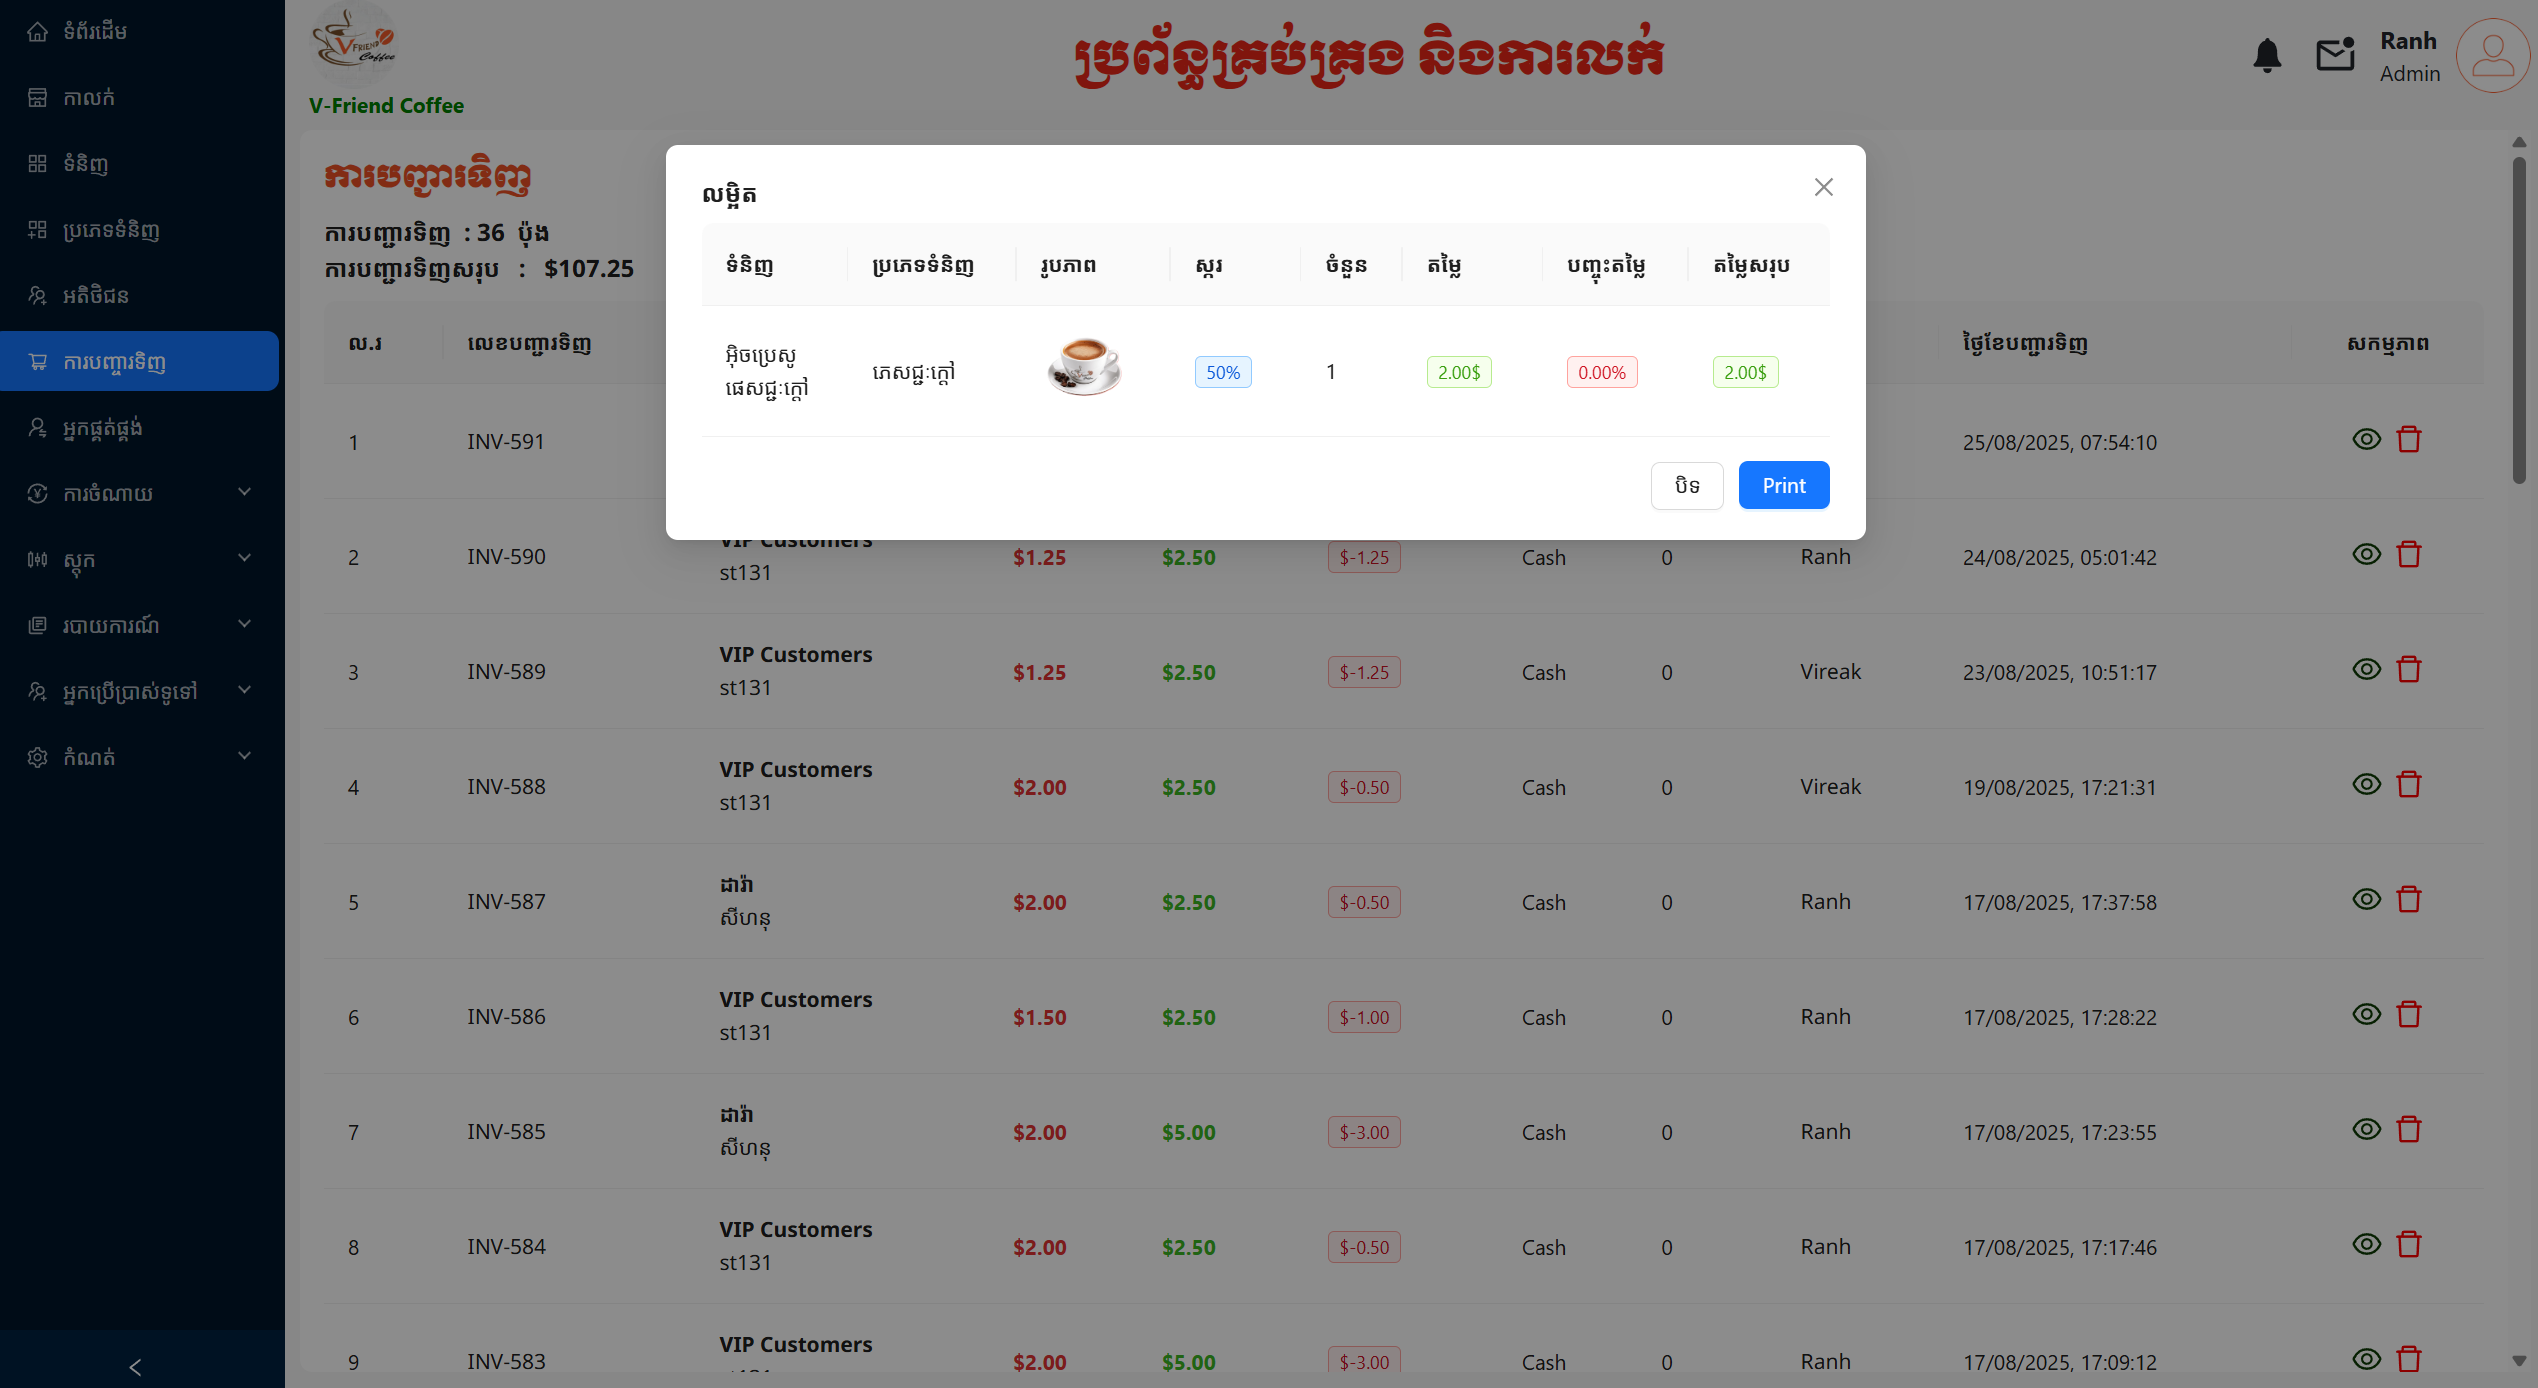 ទំព័រដើម
កាលក់
ទំនិញ
ប្រភេទទំនិញ
អតិថិជន
ការបញ្ជារទិញ
អ្នកផ្គត់ផ្គង់
ការចំណាយ
ស្តុក
របាយការណ៍
អ្នកប្រើប្រាស់ទូទៅ
កំណត់
V FRIEND Coffee
V-Friend Coffee
ប្រព័ន្ធគ្រប់គ្រង និងការលក់
Ranh
Admin
ការបញ្ជារទិញ
ការបញ្ជារទិញ : 36 ប៉ុង
ការបញ្ជារទិញសរុប : $107.25
លម្អិត
ទំនិញ ប្រភេទទំនិញ រូបភាព ស្ករ ចំនួន តម្លៃ បញ្ចុះតម្លៃ តម្លៃសរុប
អ៊ិចប្រេសូ
ផេសជ្ជៈក្តៅ ភេសជ្ជៈក្តៅ 50% 1 2.00$ 0.00% 2.00$
បិទ Print
ល.រ លេខបញ្ជារទិញ ថ្ងៃខែបញ្ជារទិញ សកម្មភាព
1 INV-591 25/08/2025, 07:54:10
VIP Customers
2 INV-590 st131 $1.25 $2.50 $-1.25 Cash 0 Ranh 24/08/2025, 05:01:42
VIP Customers
3 INV-589 st131 $1.25 $2.50 $-1.25 Cash 0 Vireak 23/08/2025, 10:51:17
VIP Customers
4 INV-588 st131 $2.00 $2.50 $-0.50 Cash 0 Vireak 19/08/2025, 17:21:31
ដារ៉ា
5 INV-587 សីហនុ $2.00 $2.50 $-0.50 Cash 0 Ranh 17/08/2025, 17:37:58
VIP Customers
6 INV-586 st131 $1.50 $2.50 $-1.00 Cash 0 Ranh 17/08/2025, 17:28:22
ដារ៉ា
7 INV-585 សីហនុ $2.00 $5.00 $-3.00 Cash 0 Ranh 17/08/2025, 17:23:55
VIP Customers
8 INV-584 st131 $2.00 $2.50 $-0.50 Cash 0 Ranh 17/08/2025, 17:17:46
VIP Customers
9 INV-583 $2.00 $5.00 $-3.00 Cash 0 Ranh 17/08/2025, 17:09:12